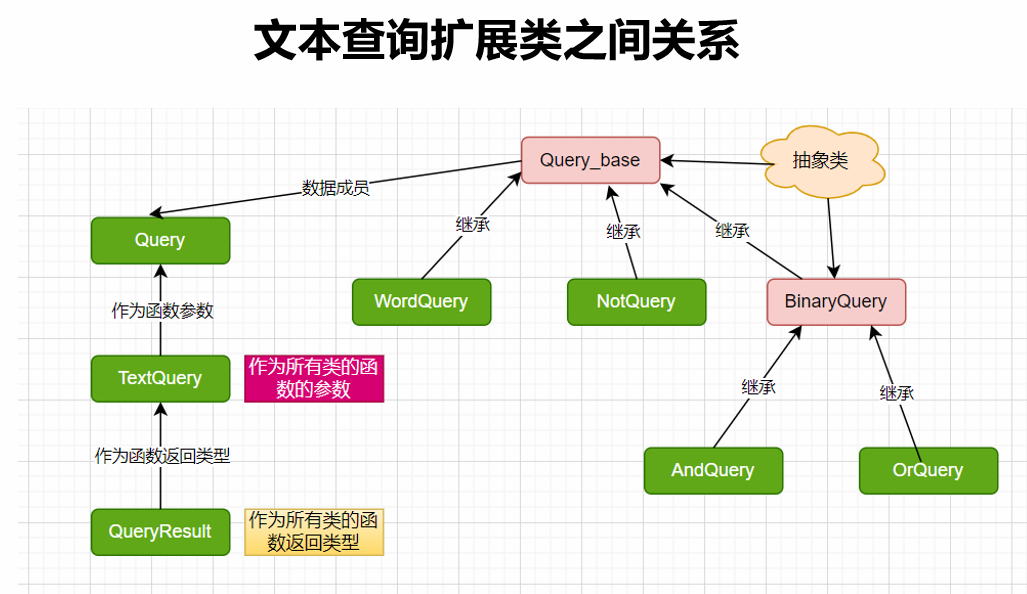 文本查询扩展类之间关系
Query_base
抽象类
数据成员
继承
继承
继承
Query
WordQuery
NotQuery
BinaryQuery
作为函数参数
TextQuery
作为所有类的函
数的参数
继承
继承
作为函数返回类型
AndQuery
OrQuery
QueryResult
作为所有类的函
数返回类型